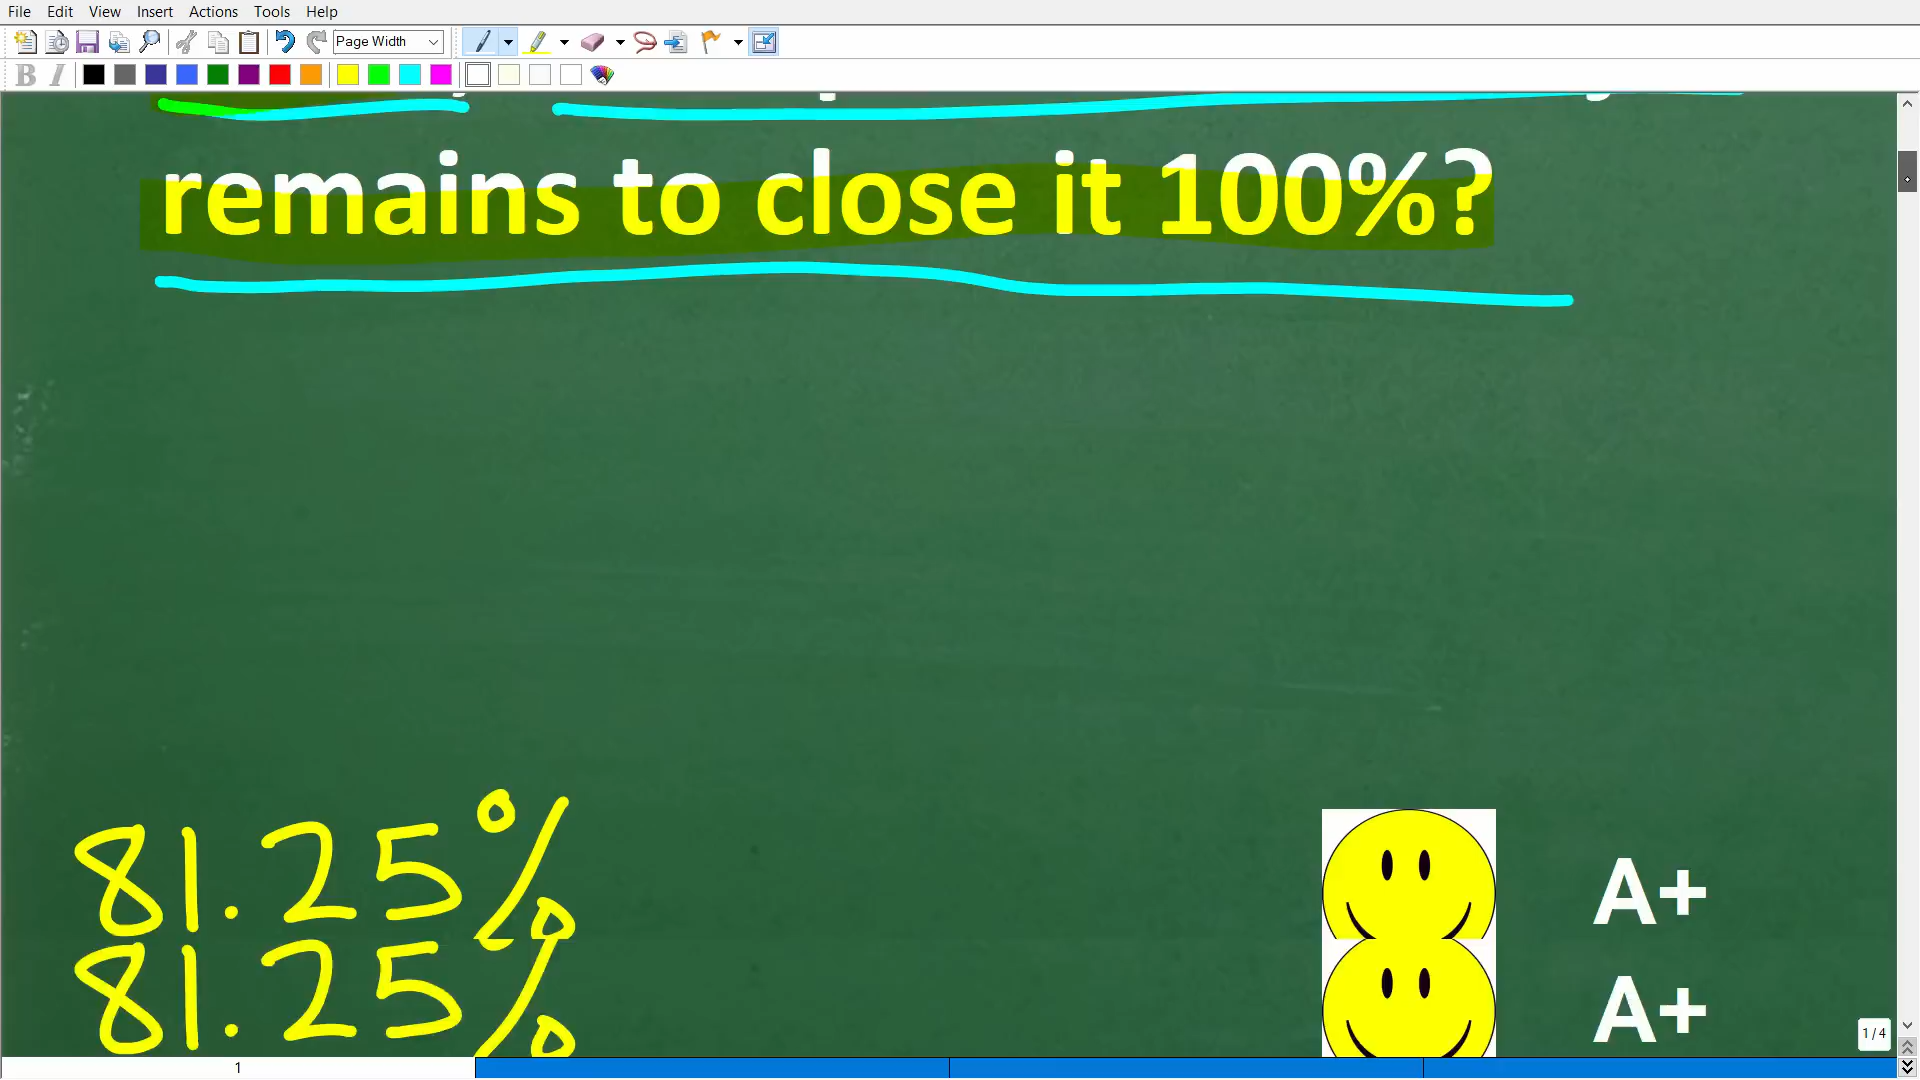 File Edit View Insert Actions Tools Help
Page Width
B I
remains to close it 100%?
81.25%
A+
81.25%
A+
1 / 4
1